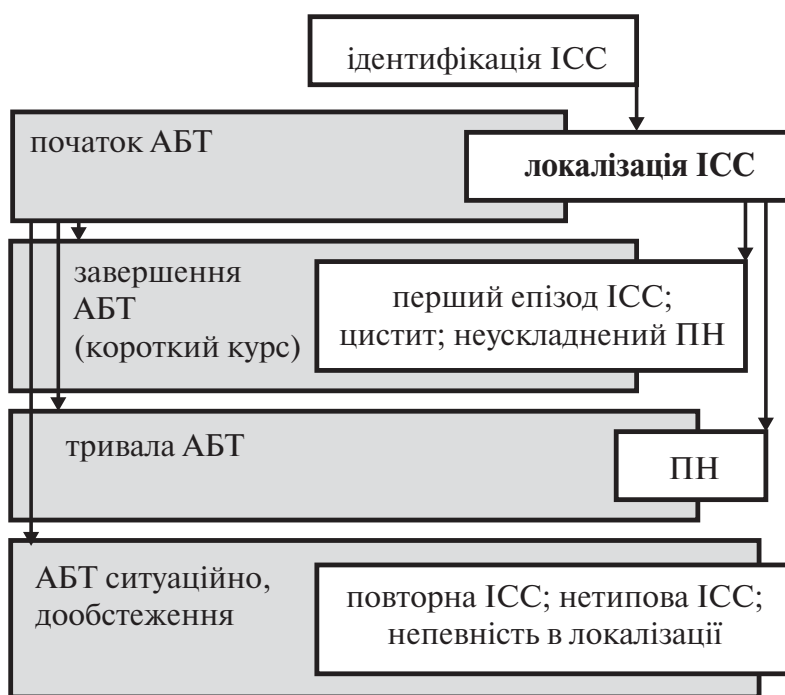 ідентифікація ІСС
початок АБТ
локалізація ІСС
завершення
АБТ
(короткий курс)
перший епізод ІСС;
цистит; неускладнений ПН
тривала АБТ
ПН
АБТ ситуаційно,
дообстеження
повторна ІСС; нетипова ІСС;
непевність в локалізації